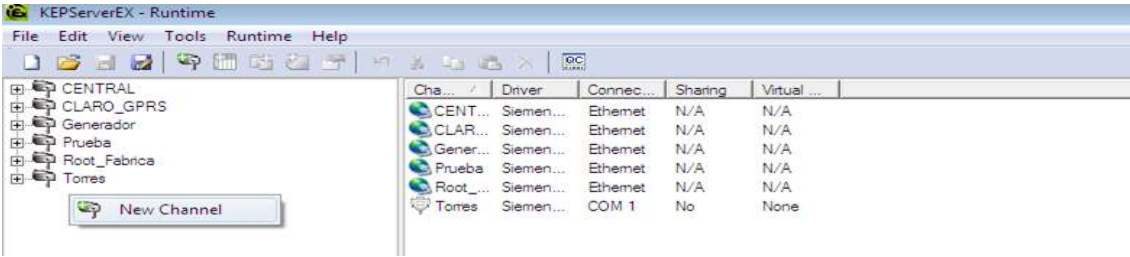 KEPServerEX - Runtime
File Edit View Tools Runtime Help
CENTRAL
CLARO_GPRS
Generador
Prueba
Root_Fabrica
Torres
New Channel
Cha... Driver Connec... Sharing Virtual ...
CENT... Siemen... Ethernet N/A N/A
CLAR... Siemen... Ethernet N/A N/A
Gener... Siemen... Ethernet N/A N/A
Prueba Siemen... Ethernet N/A N/A
Root_... Siemen... Ethernet N/A N/A
Torres Siemen... COM 1 No None